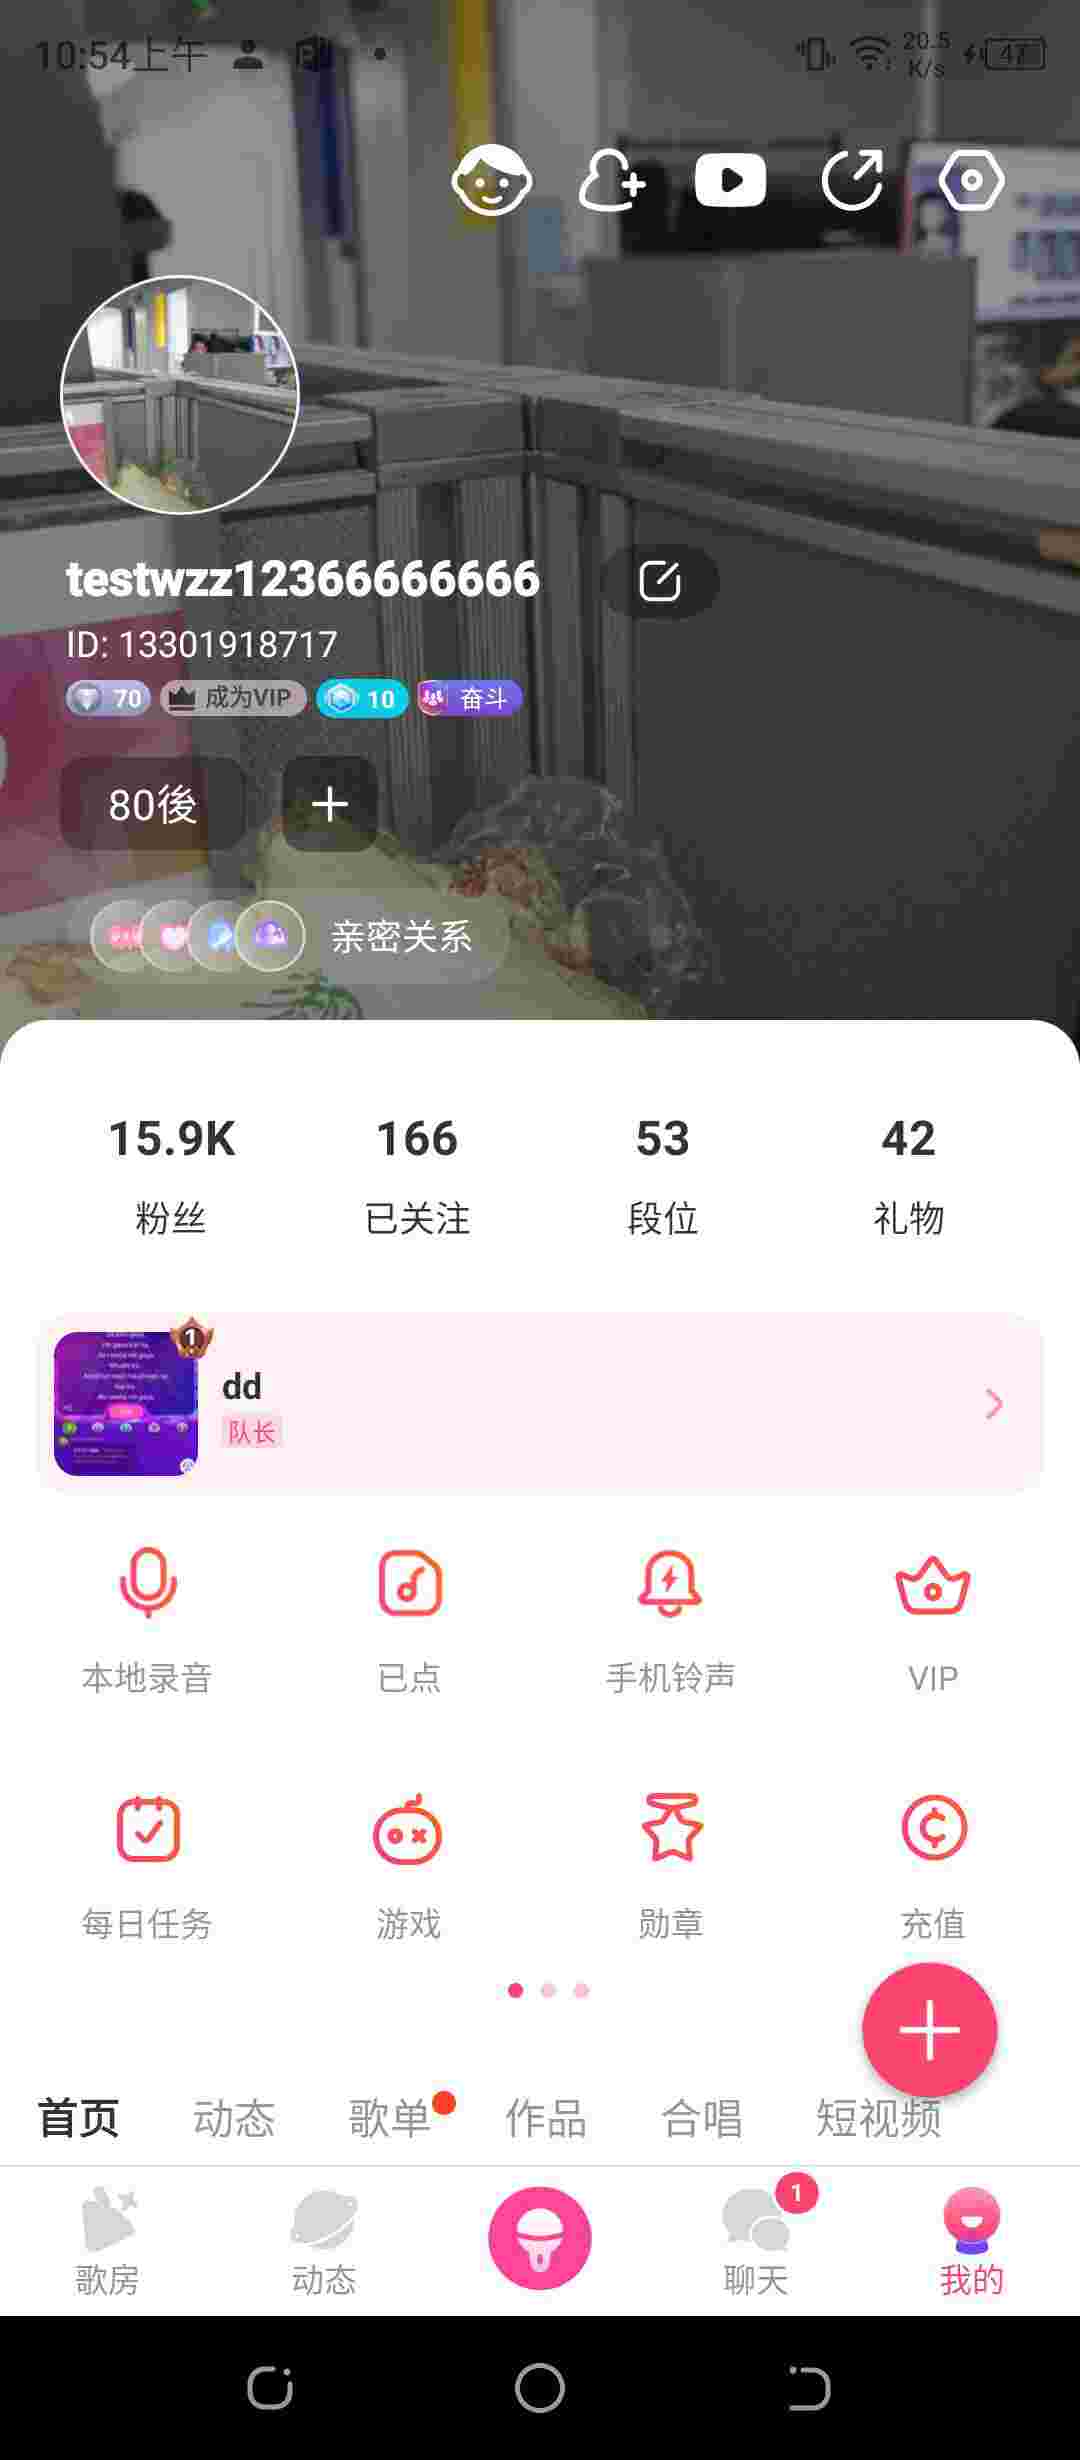 10:54上午
20.5
K/s
47
testwzz12366666666
ID: 13301918717
70
成为VIP
10
奋斗
80後
亲密关系
15.9K
166
53
42
粉丝
已关注
段位
礼物
1
dd
队长
本地录音
已点
手机铃声
VIP
每日任务
游戏
勋章
充值
首页
动态
歌单
作品
合唱
短视频
1
歌房
动态
聊天
我的